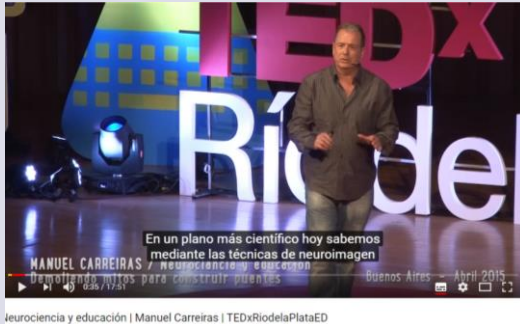 TEDx
Ríodel
En un plano más científico hoy sabemos
mediante las técnicas de neuroimagen
MANUEL CARREIRAS / Neurociencia y educación
Demoliendo mitos para construir puentes
Buenos Aires - Abril 2015
0:35 / 17:51
Neurociencia y educación | Manuel Carreiras | TEDxRiodelaPlataED